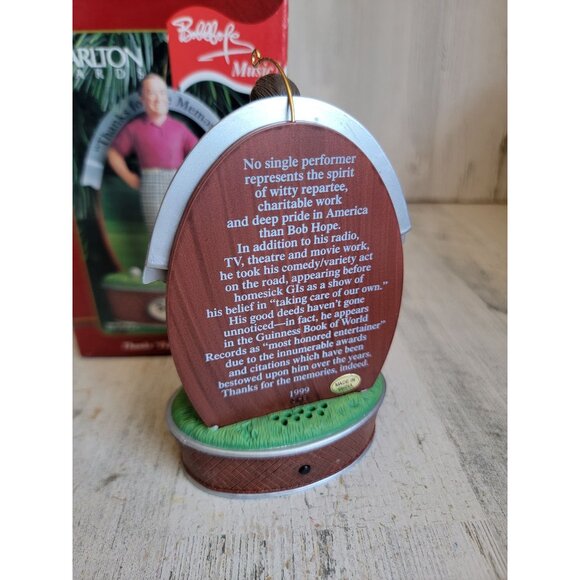 ARLTON
ARDS
Bob Hope
Music
"Thanks
Memo
No single performer
represents the spirit
of witty repartee,
charitable work
and deep pride in America
than Bob Hope.
In addition to his radio,
TV, theatre and movie work,
he took his comedy/variety act
on the road, appearing before
homesick GIs as a show of
his belief in "taking care of our own."
His good deeds haven't gone
unnoticed—in fact, he appears
in the Guinness Book of World
Records as "most honored entertainer"
due to the innumerable awards
and citations which have been
bestowed upon him over the years.
Thanks for the memories, indeed.
1999
MADE IN